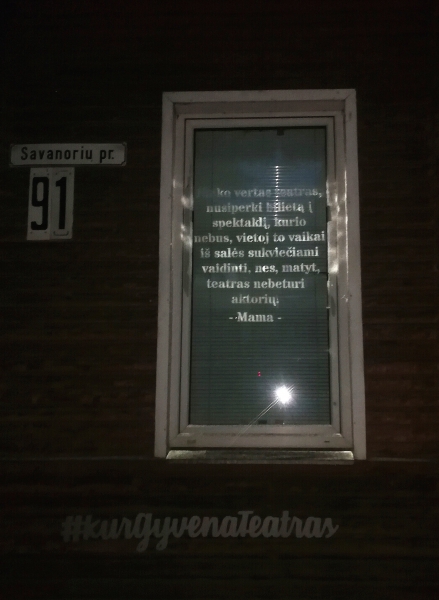 Savanoriu pr.
91
Nieko vertas teatras,
nusiperki bilietą į
spektaklį, kurio
nebus, vietoj to vaikai
iš salės sukviečiami
vaidinti, nes, matyt,
teatras nebeturi
aktorių.
- Mama -
#kurGyvenaTeatras